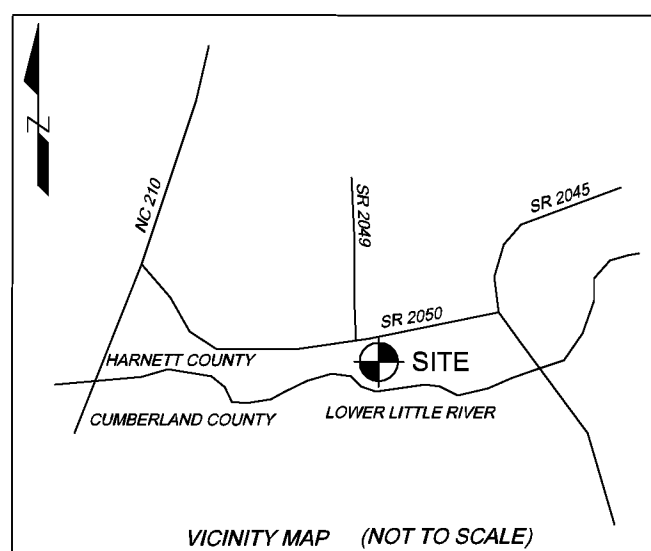 N
NC 210
SR 2049
SR 2045
SR 2050
HARNETT COUNTY
SITE
CUMBERLAND COUNTY
LOWER LITTLE RIVER
VICINITY MAP (NOT TO SCALE)